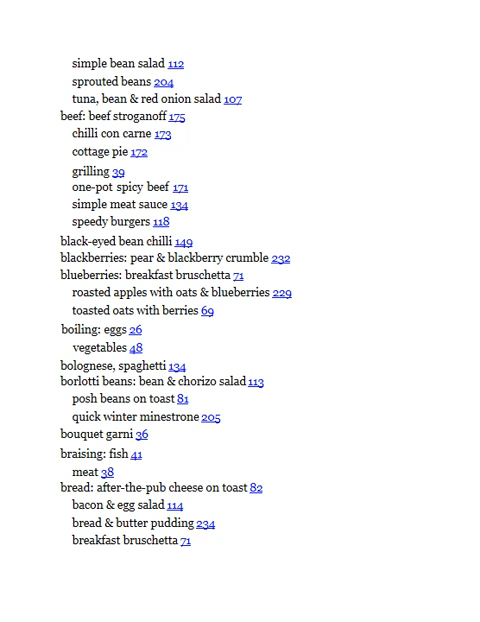 simple bean salad 112
sprouted beans 204
tuna, bean & red onion salad 107
beef: beef stroganoff 175
chilli con carne 173
cottage pie 172
grilling 39
one-pot spicy beef 171
simple meat sauce 134
speedy burgers 118
black-eyed bean chilli 149
blackberries: pear & blackberry crumble 232
blueberries: breakfast bruschetta 71
roasted apples with oats & blueberries 229
toasted oats with berries 69
boiling: eggs 26
vegetables 48
bolognese, spaghetti 134
borlotti beans: bean & chorizo salad 113
posh beans on toast 81
quick winter minestrone 205
bouquet garni 36
braising: fish 41
meat 38
bread: after-the-pub cheese on toast 82
bacon & egg salad 114
bread & butter pudding 234
breakfast bruschetta 71